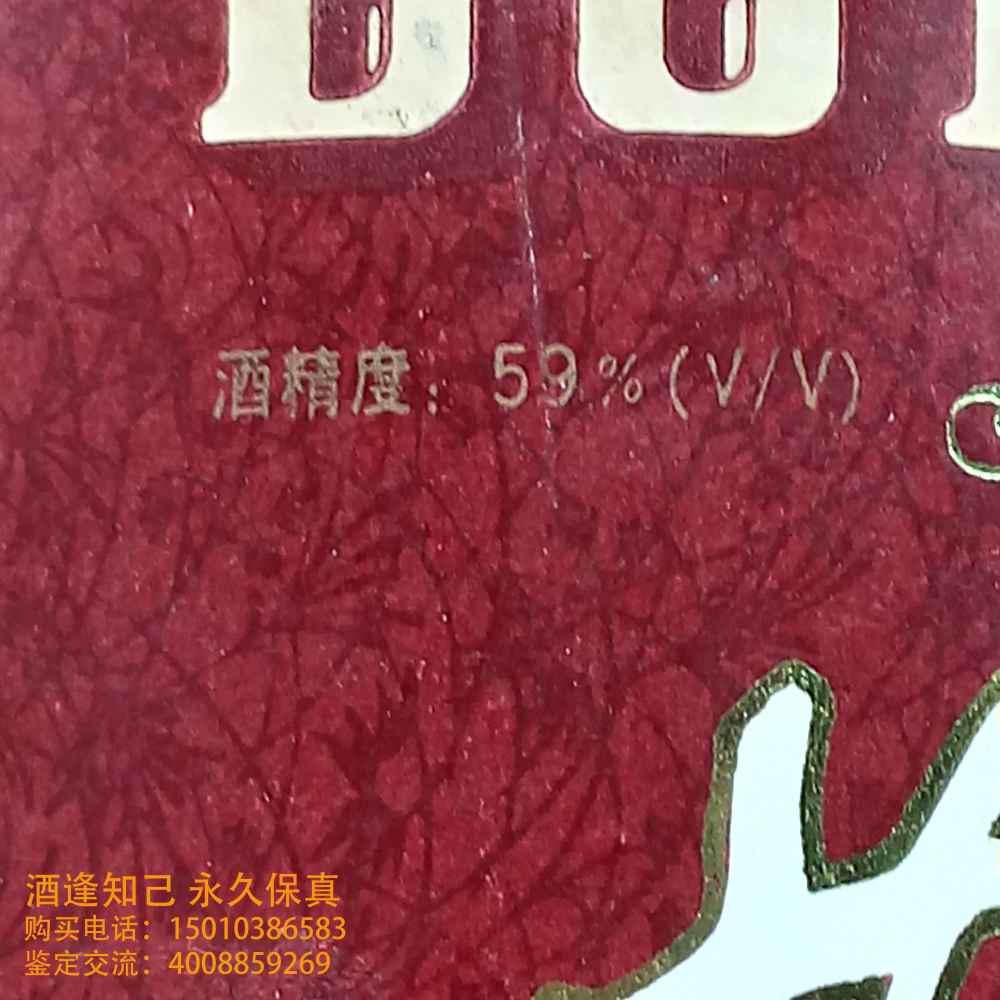 酒精度：59%(V/V)
酒逢知己 永久保真
购买电话：15010386583
鉴定交流：4008859269